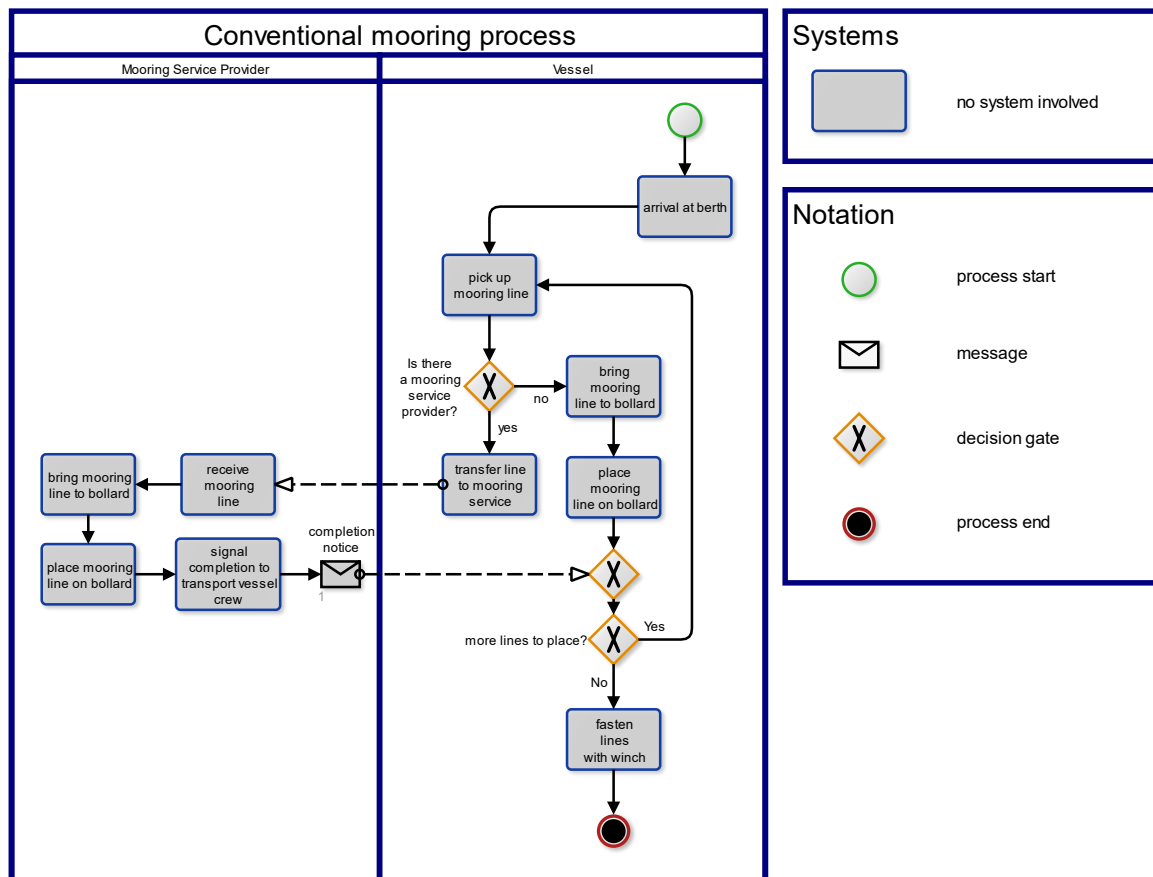 Conventional mooring process
Mooring Service Provider
Vessel
arrival at berth
pick up
mooring line
Is there
a mooring
service
provider?
no
yes
bring
mooring
line to bollard
transfer line
to mooring
service
place
mooring
line on bollard
receive
mooring
line
bring mooring
line to bollard
place mooring
line on bollard
signal
completion to
transport vessel
crew
completion
notice
1
more lines to place?
Yes
No
fasten
lines
with winch
Systems
no system involved
Notation
process start
message
decision gate
process end